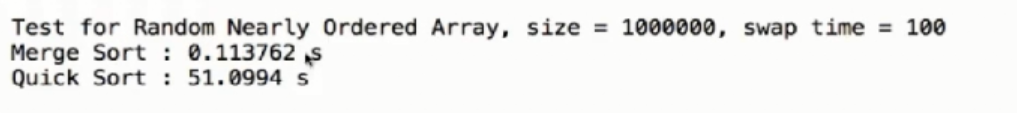 Test for Random Nearly Ordered Array, size = 1000000, swap time = 100
Merge Sort : 0.113762 s
Quick Sort : 51.0994 s